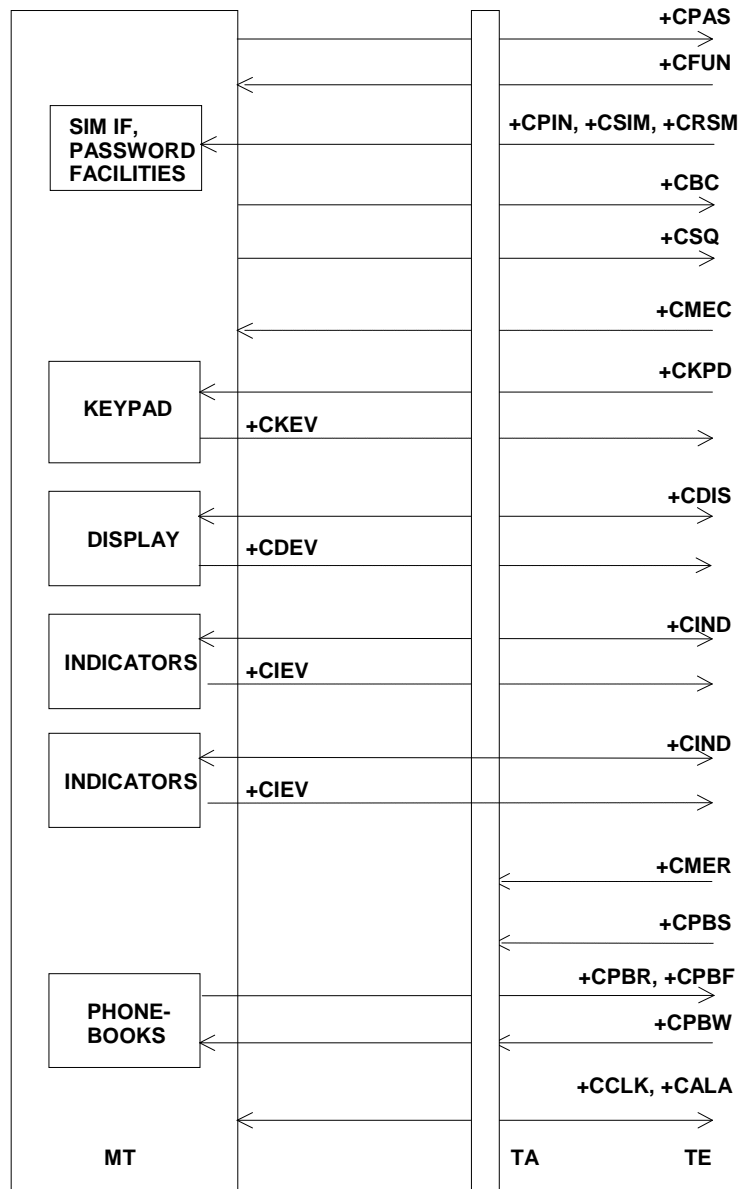 +CPAS
+CFUN
SIM IF,
PASSWORD
FACILITIES
+CPIN, +CSIM, +CRSM
+CBC
+CSQ
+CMEC
+CKPD
KEYPAD
+CKEV
+CDIS
DISPLAY
+CDEV
+CIND
INDICATORS
+CIEV
+CIND
INDICATORS
+CIEV
+CMER
+CPBS
+CPBR, +CPBF
PHONE-
BOOKS
+CPBW
+CCLK, +CALA
MT TA TE